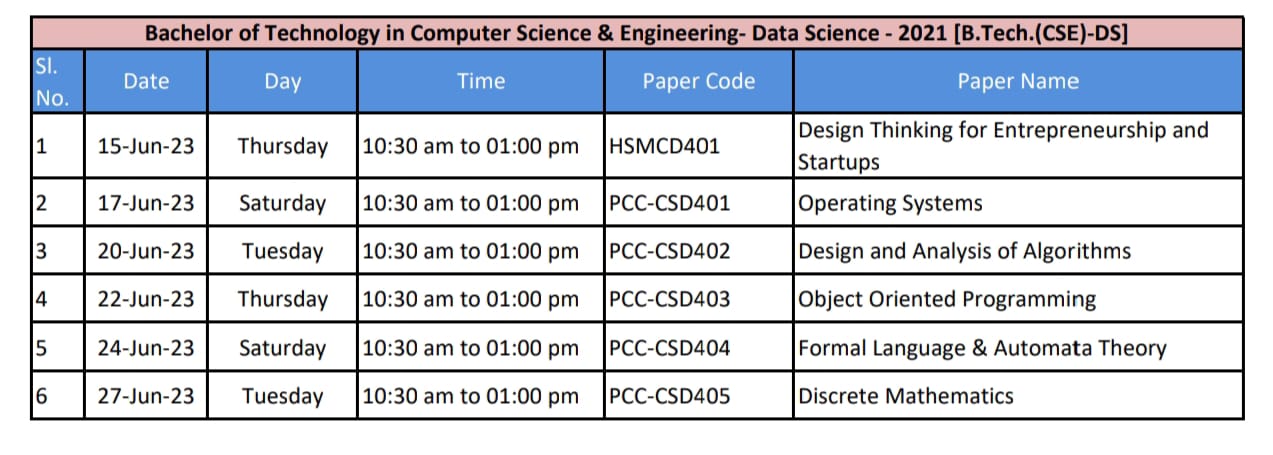 Bachelor of Technology in Computer Science & Engineering- Data Science - 2021 [B.Tech.(CSE)-DS]
Sl. No. Date Day Time Paper Code Paper Name
1 15-Jun-23 Thursday 10:30 am to 01:00 pm HSMCD401 Design Thinking for Entrepreneurship and
Startups
2 17-Jun-23 Saturday 10:30 am to 01:00 pm PCC-CSD401 Operating Systems
3 20-Jun-23 Tuesday 10:30 am to 01:00 pm PCC-CSD402 Design and Analysis of Algorithms
4 22-Jun-23 Thursday 10:30 am to 01:00 pm PCC-CSD403 Object Oriented Programming
5 24-Jun-23 Saturday 10:30 am to 01:00 pm PCC-CSD404 Formal Language & Automata Theory
6 27-Jun-23 Tuesday 10:30 am to 01:00 pm PCC-CSD405 Discrete Mathematics